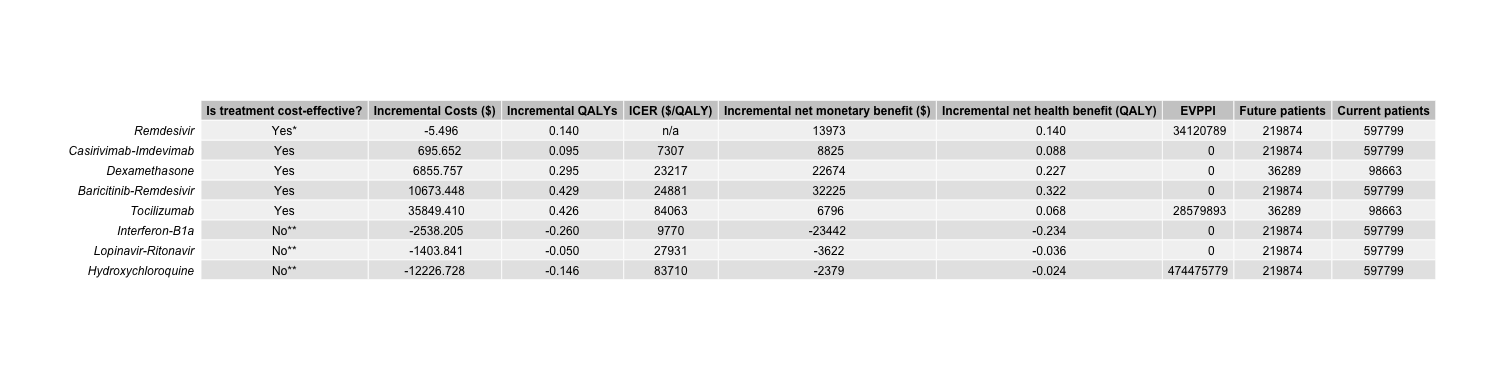 Is treatment cost-effective? Incremental Costs ($) Incremental QALYs ICER ($/QALY) Incremental net monetary benefit ($) Incremental net health benefit (QALY) EVPPI Future patients Current patients
Remdesivir Yes* -5.496 0.140 n/a 13973 0.140 34120789 219874 597799
Casirivimab-Imdevimab Yes 695.652 0.095 7307 8825 0.088 0 219874 597799
Dexamethasone Yes 6855.757 0.295 23217 22674 0.227 0 36289 98663
Baricitinib-Remdesivir Yes 10673.448 0.429 24881 32225 0.322 0 219874 597799
Tocilizumab Yes 35849.410 0.426 84063 6796 0.068 28579893 36289 98663
Interferon-B1a No** -2538.205 -0.260 9770 -23442 -0.234 0 219874 597799
Lopinavir-Ritonavir No** -1403.841 -0.050 27931 -3622 -0.036 0 219874 597799
Hydroxychloroquine No** -12226.728 -0.146 83710 -2379 -0.024 474475779 219874 597799